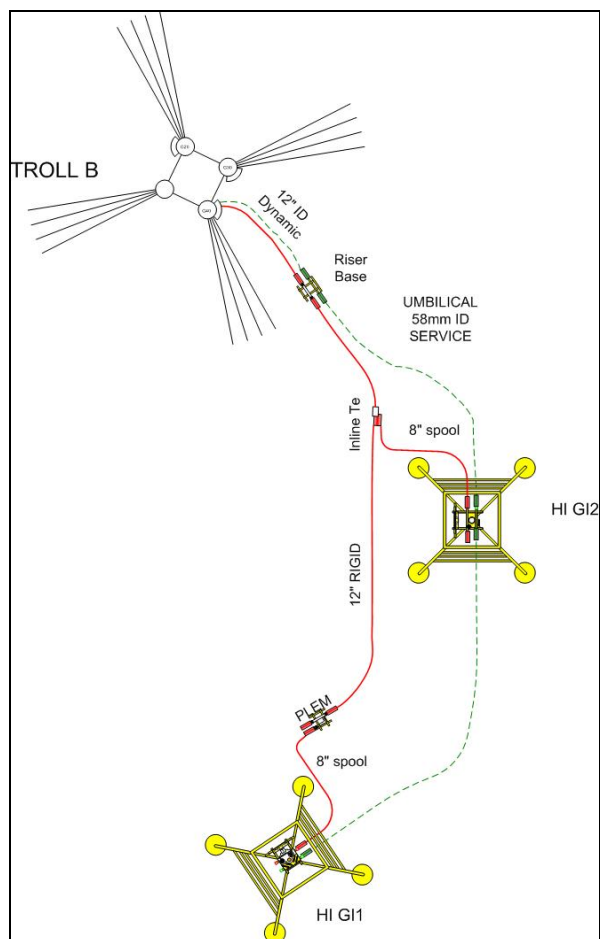 TROLL B
12" ID
Dynamic
Riser
Base
UMBILICAL
58mm ID
SERVICE
Inline Te
8" spool
HI GI2
12" RIGID
PLEM
8" spool
HI GI1